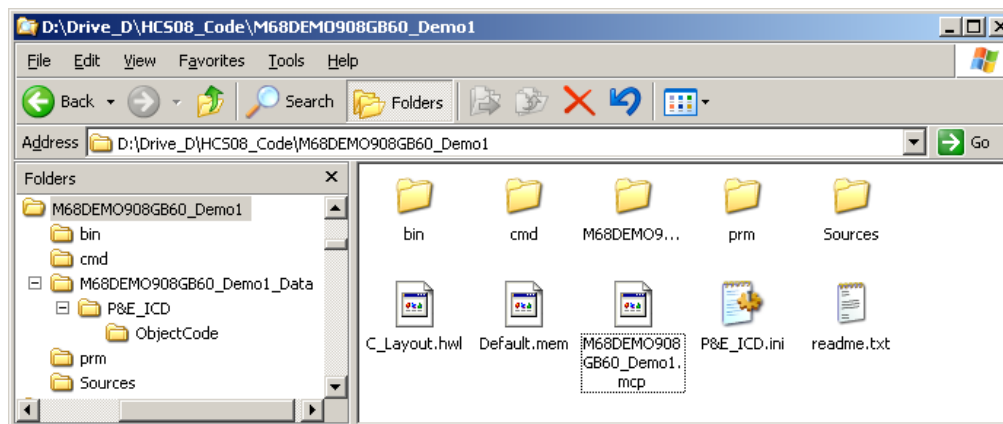 D:\Drive_D\HCS08_Code\M68DEMO908GB60_Demo1
File Edit View Favorites Tools Help
Back Search Folders
Address D:\Drive_D\HCS08_Code\M68DEMO908GB60_Demo1 Go
Folders
M68DEMO908GB60_Demo1
bin
cmd
M68DEMO908GB60_Demo1_Data
P&E_ICD
ObjectCode
prm
Sources
bin cmd M68DEMO9... prm Sources
C_Layout.hwl Default.mem M68DEMO908 P&E_ICD.ini readme.txt
GB60_Demo1.
mcp